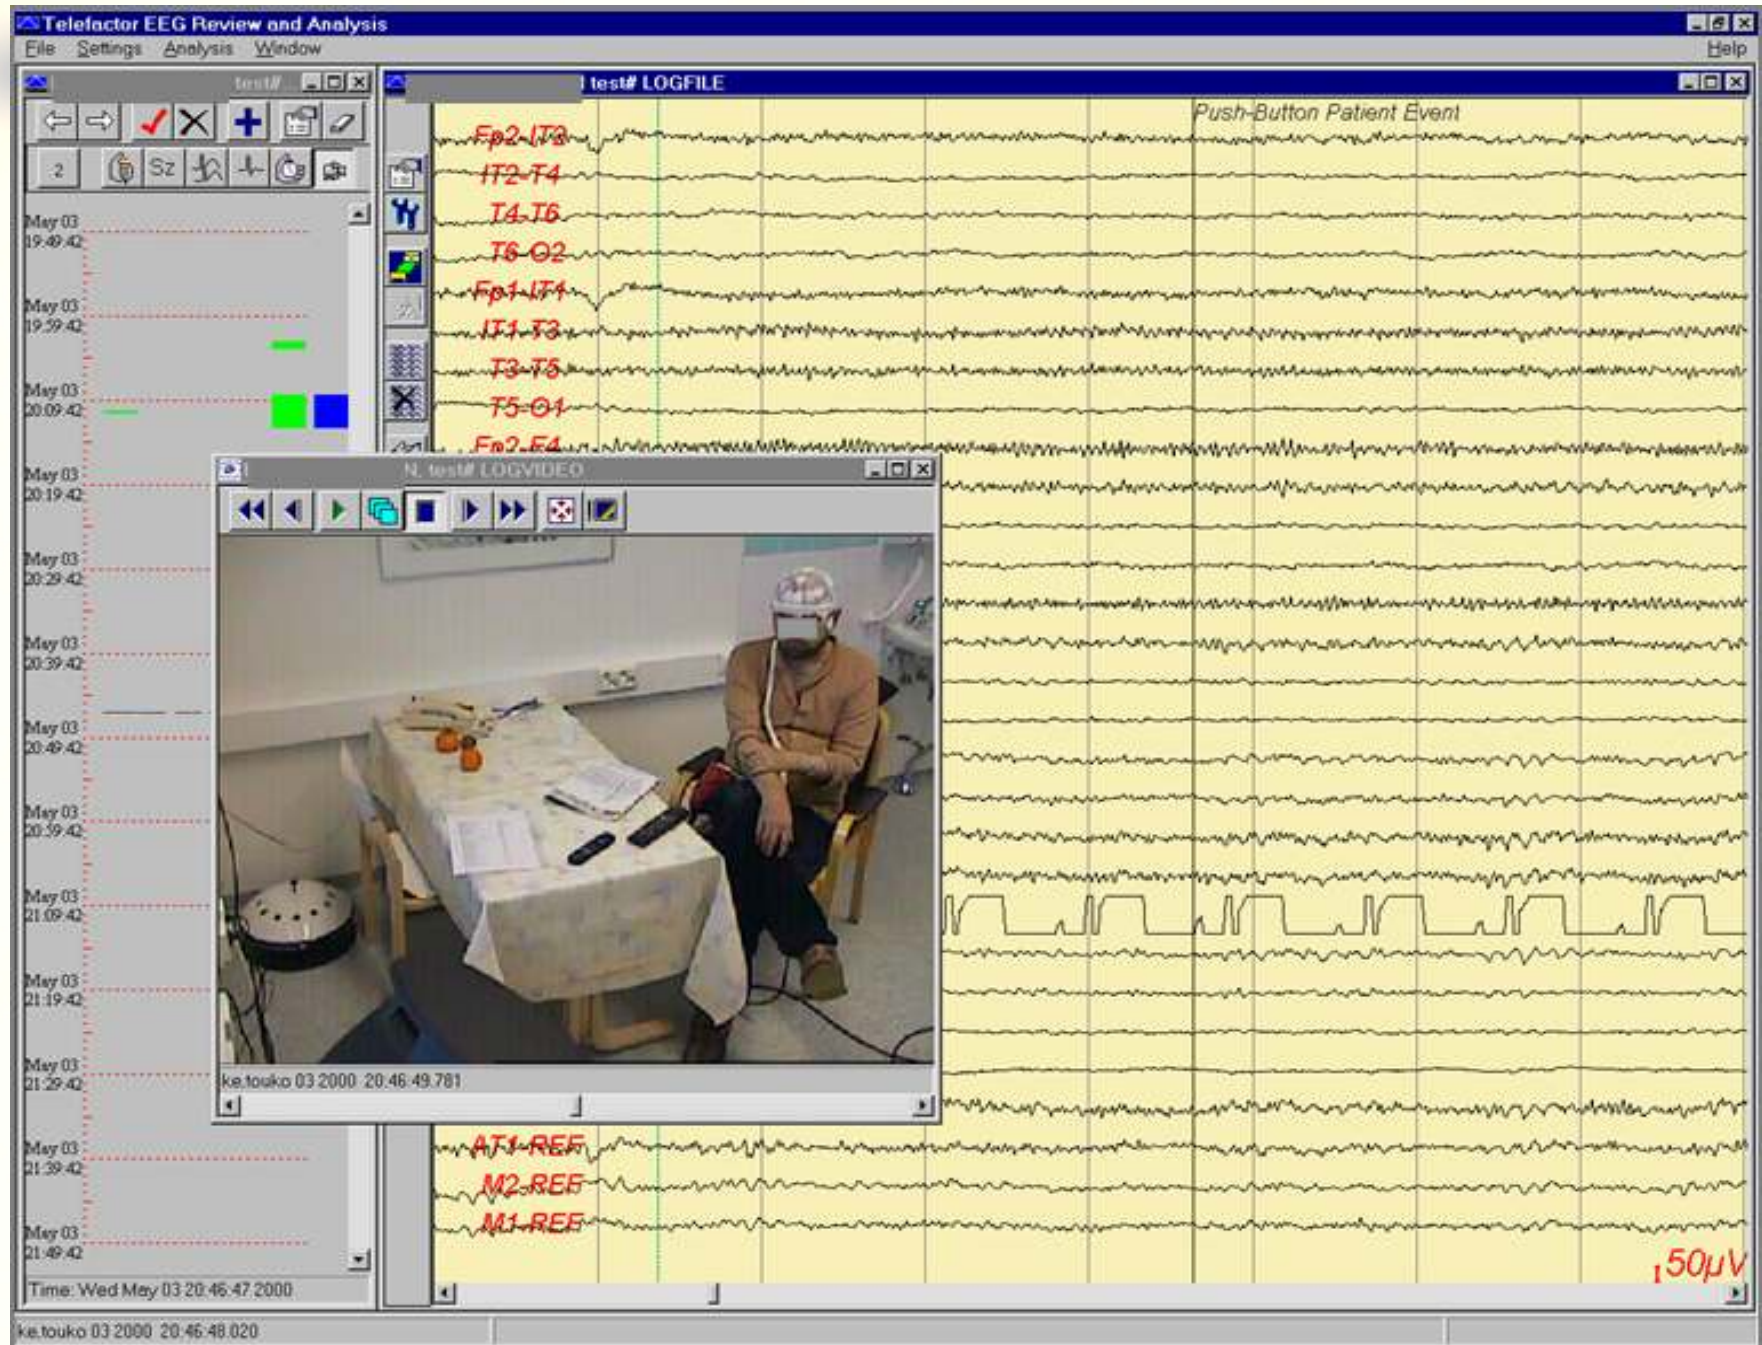 Telefactor EEG Review and Analysis
File Settings Analysis Window Help
test#
test# LOGFILE
2 Sz
Push-Button Patient Event
Fp2-IT2
IT2-T4
T4-T6
T6-O2
Fp1-IT1
IT1-T3
T3-T5
T5-O1
Fp2-F4
May 03
19:49:42
May 03
19:59:42
May 03
20:09:42
May 03
20:19:42
May 03
20:29:42
May 03
20:39:42
May 03
20:49:42
May 03
20:59:42
May 03
21:09:42
May 03
21:19:42
May 03
21:29:42
May 03
21:39:42
May 03
21:49:42
N, test# LOGVIDEO
ke,touko 03 2000 20:46:49.781
AT1-REF
M2-REF
M1-REF
50µV
Time: Wed May 03 20:46:47 2000
ke,touko 03 2000 20:46:48.020